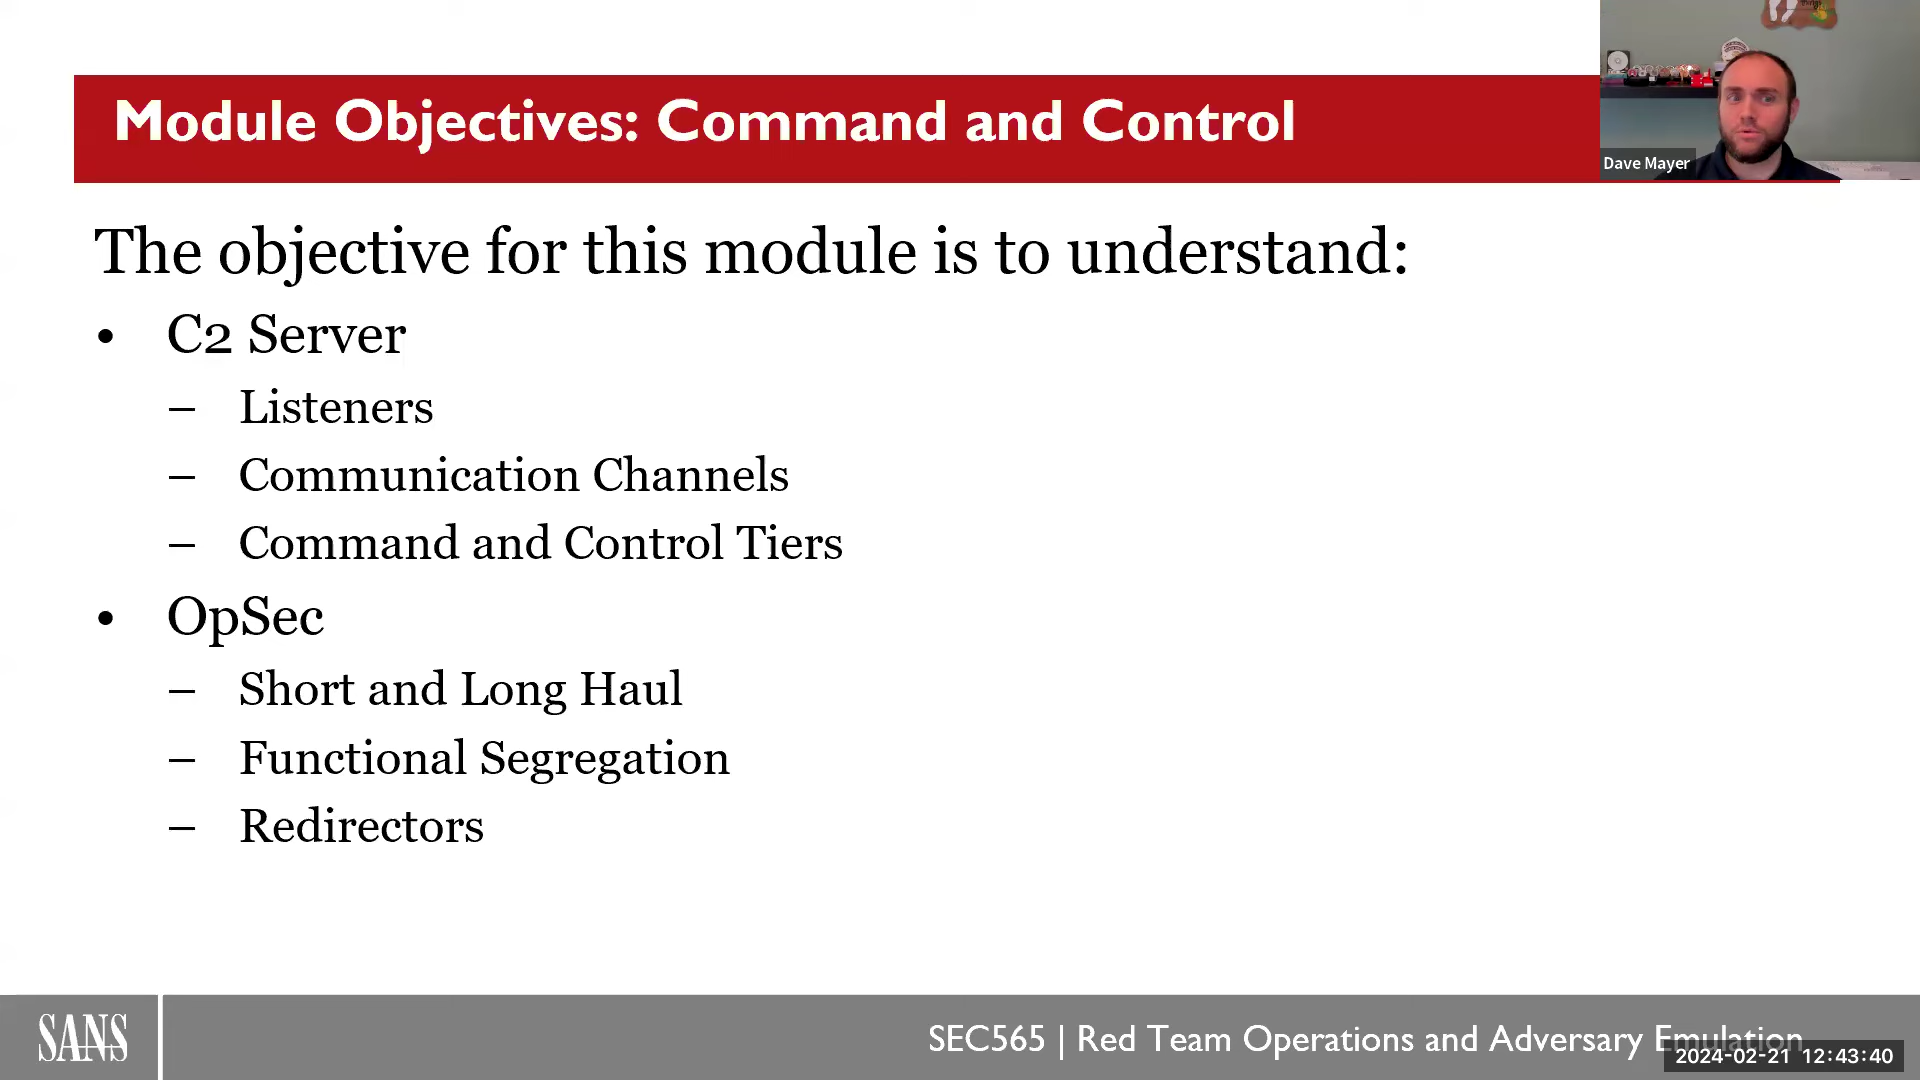 things
Module Objectives: Command and Control
Dave Mayer
The objective for this module is to understand:
• C2 Server
– Listeners
– Communication Channels
– Command and Control Tiers
• OpSec
– Short and Long Haul
– Functional Segregation
– Redirectors
SANS
SEC565 | Red Team Operations and Adversary Emulation
2024-02-21 12:43:40